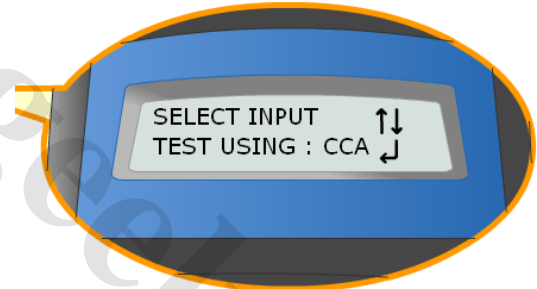 SELECT INPUT ↑↓
TEST USING : CCA ↵